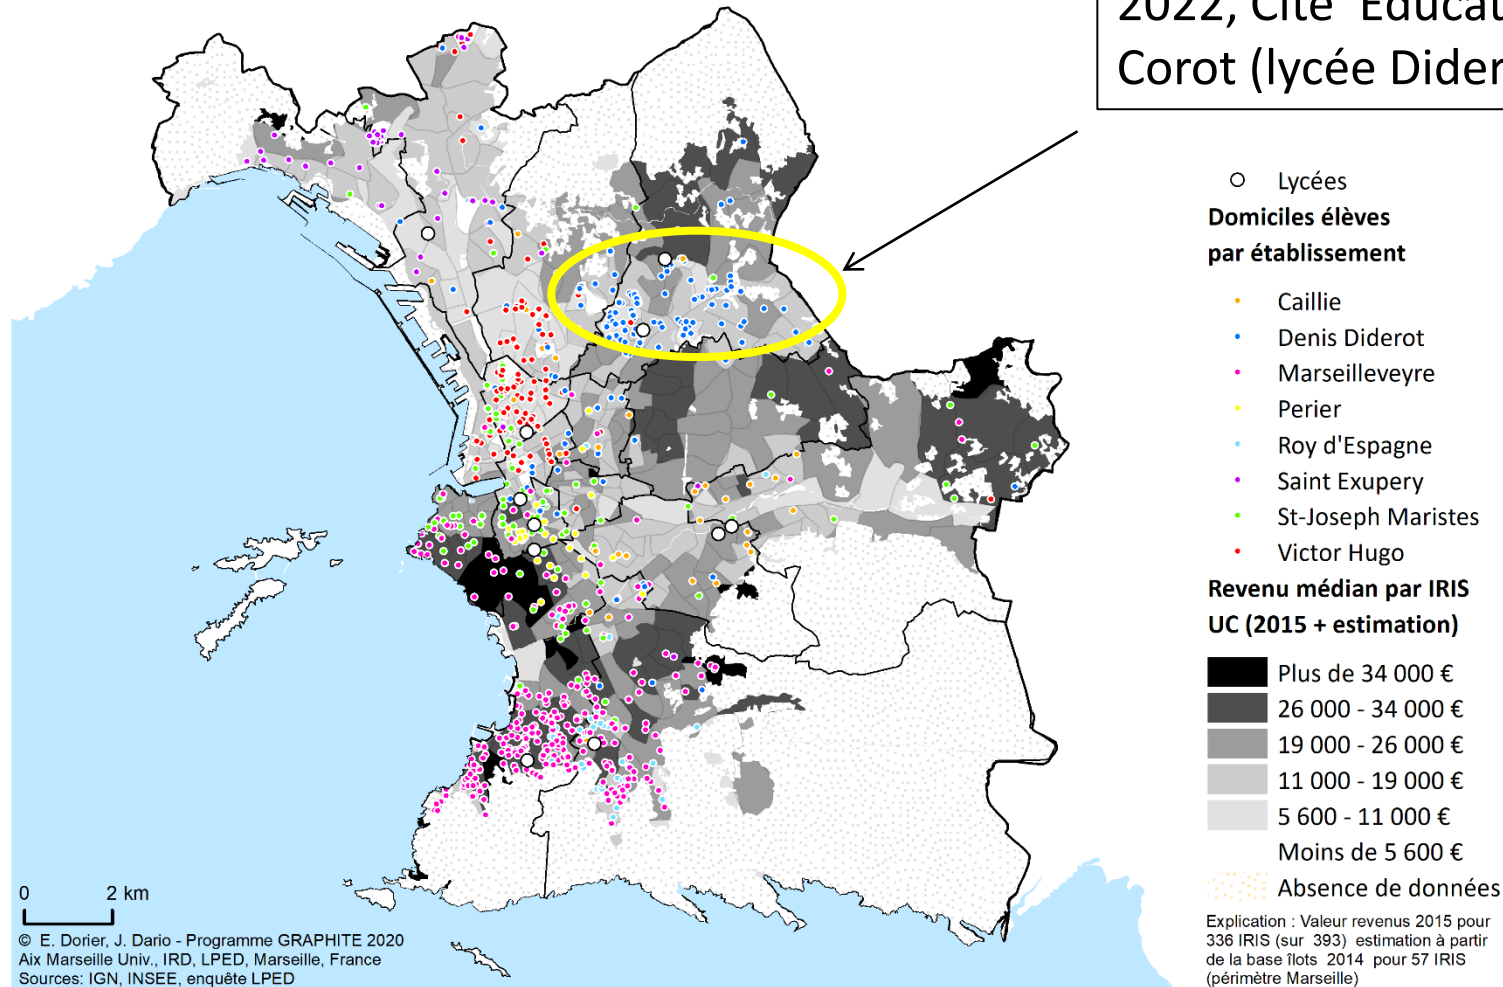 2022, Cité Educat
Corot (lycée Dider
Lycées
Domiciles élèves
par établissement
Caillie
Denis Diderot
Marseilleveyre
Perier
Roy d'Espagne
Saint Exupery
St-Joseph Maristes
Victor Hugo
Revenu médian par IRIS
UC (2015 + estimation)
Plus de 34 000 €
26 000 - 34 000 €
19 000 - 26 000 €
11 000 - 19 000 €
5 600 - 11 000 €
Moins de 5 600 €
Absence de données
Explication : Valeur revenus 2015 pour
336 IRIS (sur 393) estimation à partir
de la base îlots 2014 pour 57 IRIS
(périmètre Marseille)
0 2 km
© E. Dorier, J. Dario - Programme GRAPHITE 2020
Aix Marseille Univ., IRD, LPED, Marseille, France
Sources: IGN, INSEE, enquête LPED